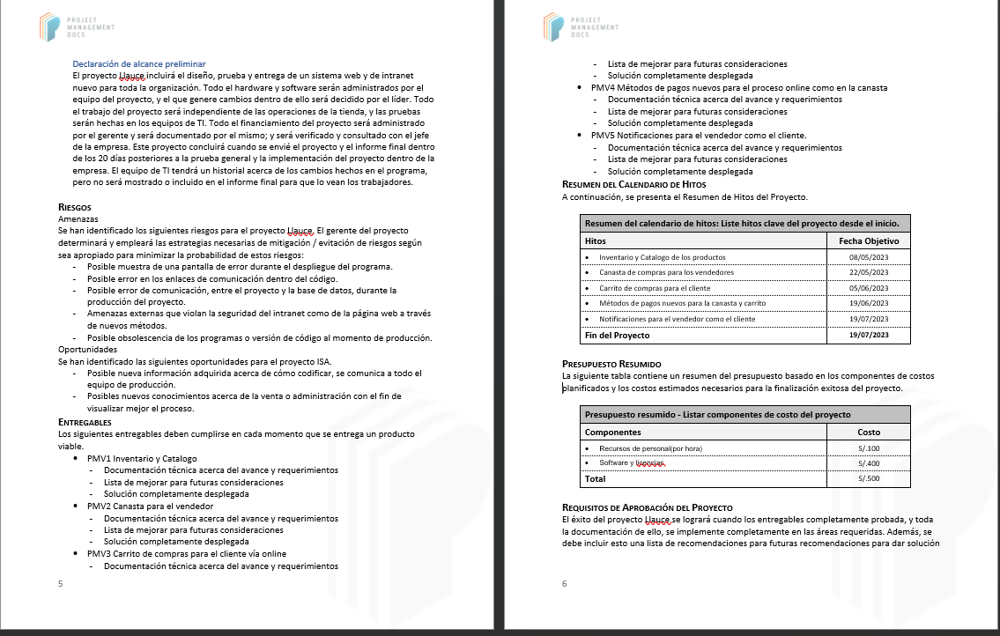 PROJECT
MANAGEMENT
DOCS
Declaración de alcance preliminar
El proyecto Llauce incluirá el diseño, prueba y entrega de un sistema web y de intranet
nuevo para toda la organización. Todo el hardware y software serán administrados por el
equipo del proyecto, y el que genere cambios dentro de ello será decidido por el líder. Todo
el trabajo del proyecto será independiente de las operaciones de la tienda, y las pruebas
serán hechas en los equipos de TI. Todo el financiamiento del proyecto será administrado
por el gerente y será documentado por el mismo; y será verificado y consultado con el jefe
de la empresa. Este proyecto concluirá cuando se envié el proyecto y el informe final dentro
de los 20 días posteriores a la prueba general y la implementación del proyecto dentro de la
empresa. El equipo de TI tendrá un historial acerca de los cambios hechos en el programa,
pero no será mostrado o incluido en el informe final para que lo vean los trabajadores.
RIESGOS
Amenazas
Se han identificado los siguientes riesgos para el proyecto Llauce. El gerente del proyecto
determinará y empleará las estrategias necesarias de mitigación / evitación de riesgos según
sea apropiado para minimizar la probabilidad de estos riesgos:
- Posible muestra de una pantalla de error durante el despliegue del programa.
- Posible error en los enlaces de comunicación dentro del código.
- Posible error de comunicación, entre el proyecto y la base de datos, durante la
producción del proyecto.
- Amenazas externas que violan la seguridad del intranet como de la página web a través
de nuevos métodos.
- Posible obsolescencia de los programas o versión de código al momento de producción.
Oportunidades
Se han identificado las siguientes oportunidades para el proyecto ISA.
- Posible nueva información adquirida acerca de cómo codificar, se comunica a todo el
equipo de producción.
- Posibles nuevos conocimientos acerca de la venta o administración con el fin de
visualizar mejor el proceso.
ENTREGABLES
Los siguientes entregables deben cumplirse en cada momento que se entrega un producto
viable.
• PMV1 Inventario y Catalogo
- Documentación técnica acerca del avance y requerimientos
- Lista de mejorar para futuras consideraciones
- Solución completamente desplegada
• PMV2 Canasta para el vendedor
- Documentación técnica acerca del avance y requerimientos
- Lista de mejorar para futuras consideraciones
- Solución completamente desplegada
• PMV3 Carrito de compras para el cliente vía online
- Documentación técnica acerca del avance y requerimientos
5
PROJECT
MANAGEMENT
DOCS
- Lista de mejorar para futuras consideraciones
- Solución completamente desplegada
• PMV4 Métodos de pagos nuevos para el proceso online como en la canasta
- Documentación técnica acerca del avance y requerimientos
- Lista de mejorar para futuras consideraciones
- Solución completamente desplegada
• PMV5 Notificaciones para el vendedor como el cliente.
- Documentación técnica acerca del avance y requerimientos
- Lista de mejorar para futuras consideraciones
- Solución completamente desplegada
RESUMEN DEL CALENDARIO DE HITOS
A continuación, se presenta el Resumen de Hitos del Proyecto.
Resumen del calendario de hitos: Liste hitos clave del proyecto desde el inicio.
Hitos Fecha Objetivo
• Inventario y Catalogo de los productos 08/05/2023
• Canasta de compras para los vendedores 22/05/2023
• Carrito de compras para el cliente 05/06/2023
• Métodos de pagos nuevos para la canasta y carrito 19/06/2023
• Notificaciones para el vendedor como el cliente 19/07/2023
Fin del Proyecto 19/07/2023
PRESUPUESTO RESUMIDO
La siguiente tabla contiene un resumen del presupuesto basado en los componentes de costos
planificados y los costos estimados necesarios para la finalización exitosa del proyecto.
Presupuesto resumido - Listar componentes de costo del proyecto
Componentes Costo
• Recursos de personal(por hora) S/.100
• Software y licencias S/.400
Total S/.500
REQUISITOS DE APROBACIÓN DEL PROYECTO
El éxito del proyecto Llauce se logrará cuando los entregables completamente probada, y toda
la documentación de ello, se implemente completamente en las áreas requeridas. Además, se
debe incluir esto una lista de recomendaciones para futuras recomendaciones para dar solución
6